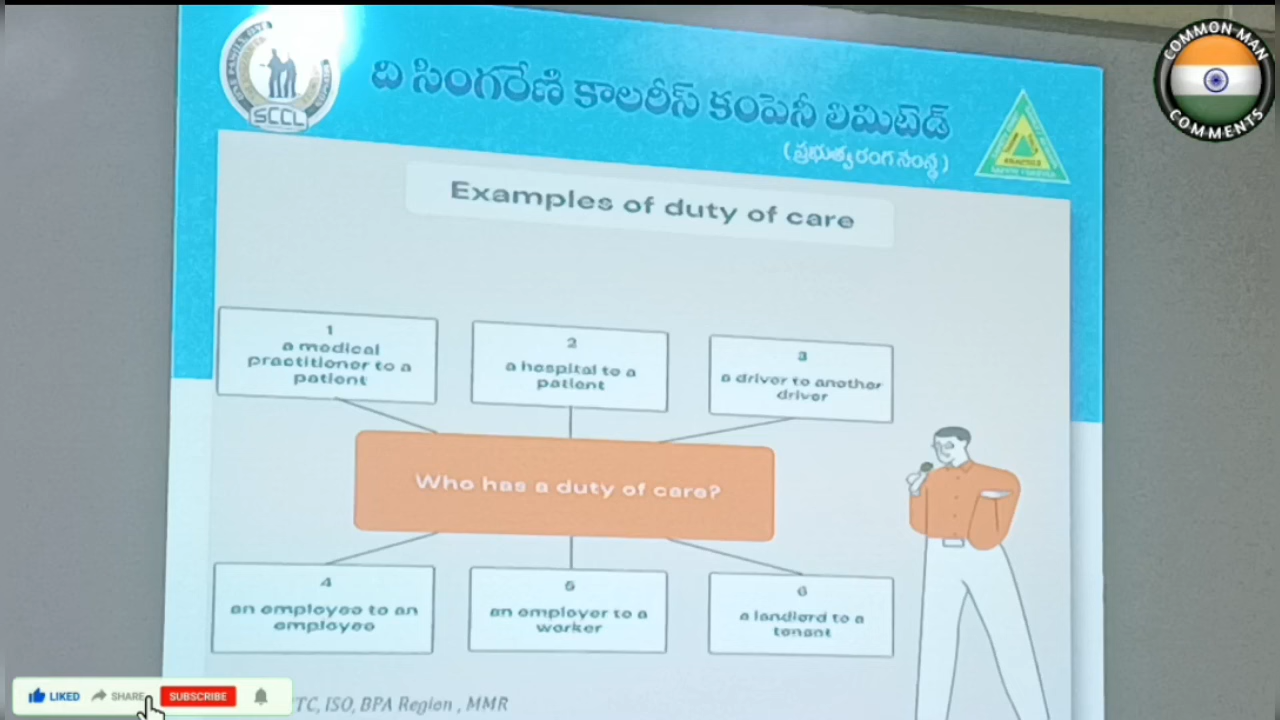 COMMON MAN
COMMENTS
SCCL
ది సింగరేణి కాలరీస్ కంపెనీ లిమిటెడ్
(ప్రభుత్వ రంగ సంస్థ)
Examples of duty of care
1
a medical
practitioner to a
patient
2
a hospital to a
patient
3
a driver to another
driver
Who has a duty of care?
4
an employee to an
employee
5
an employer to a
worker
6
a landlord to a
tenant
LIKED
SHARE
SUBSCRIBE
TC, ISO, BPA Region , MMR